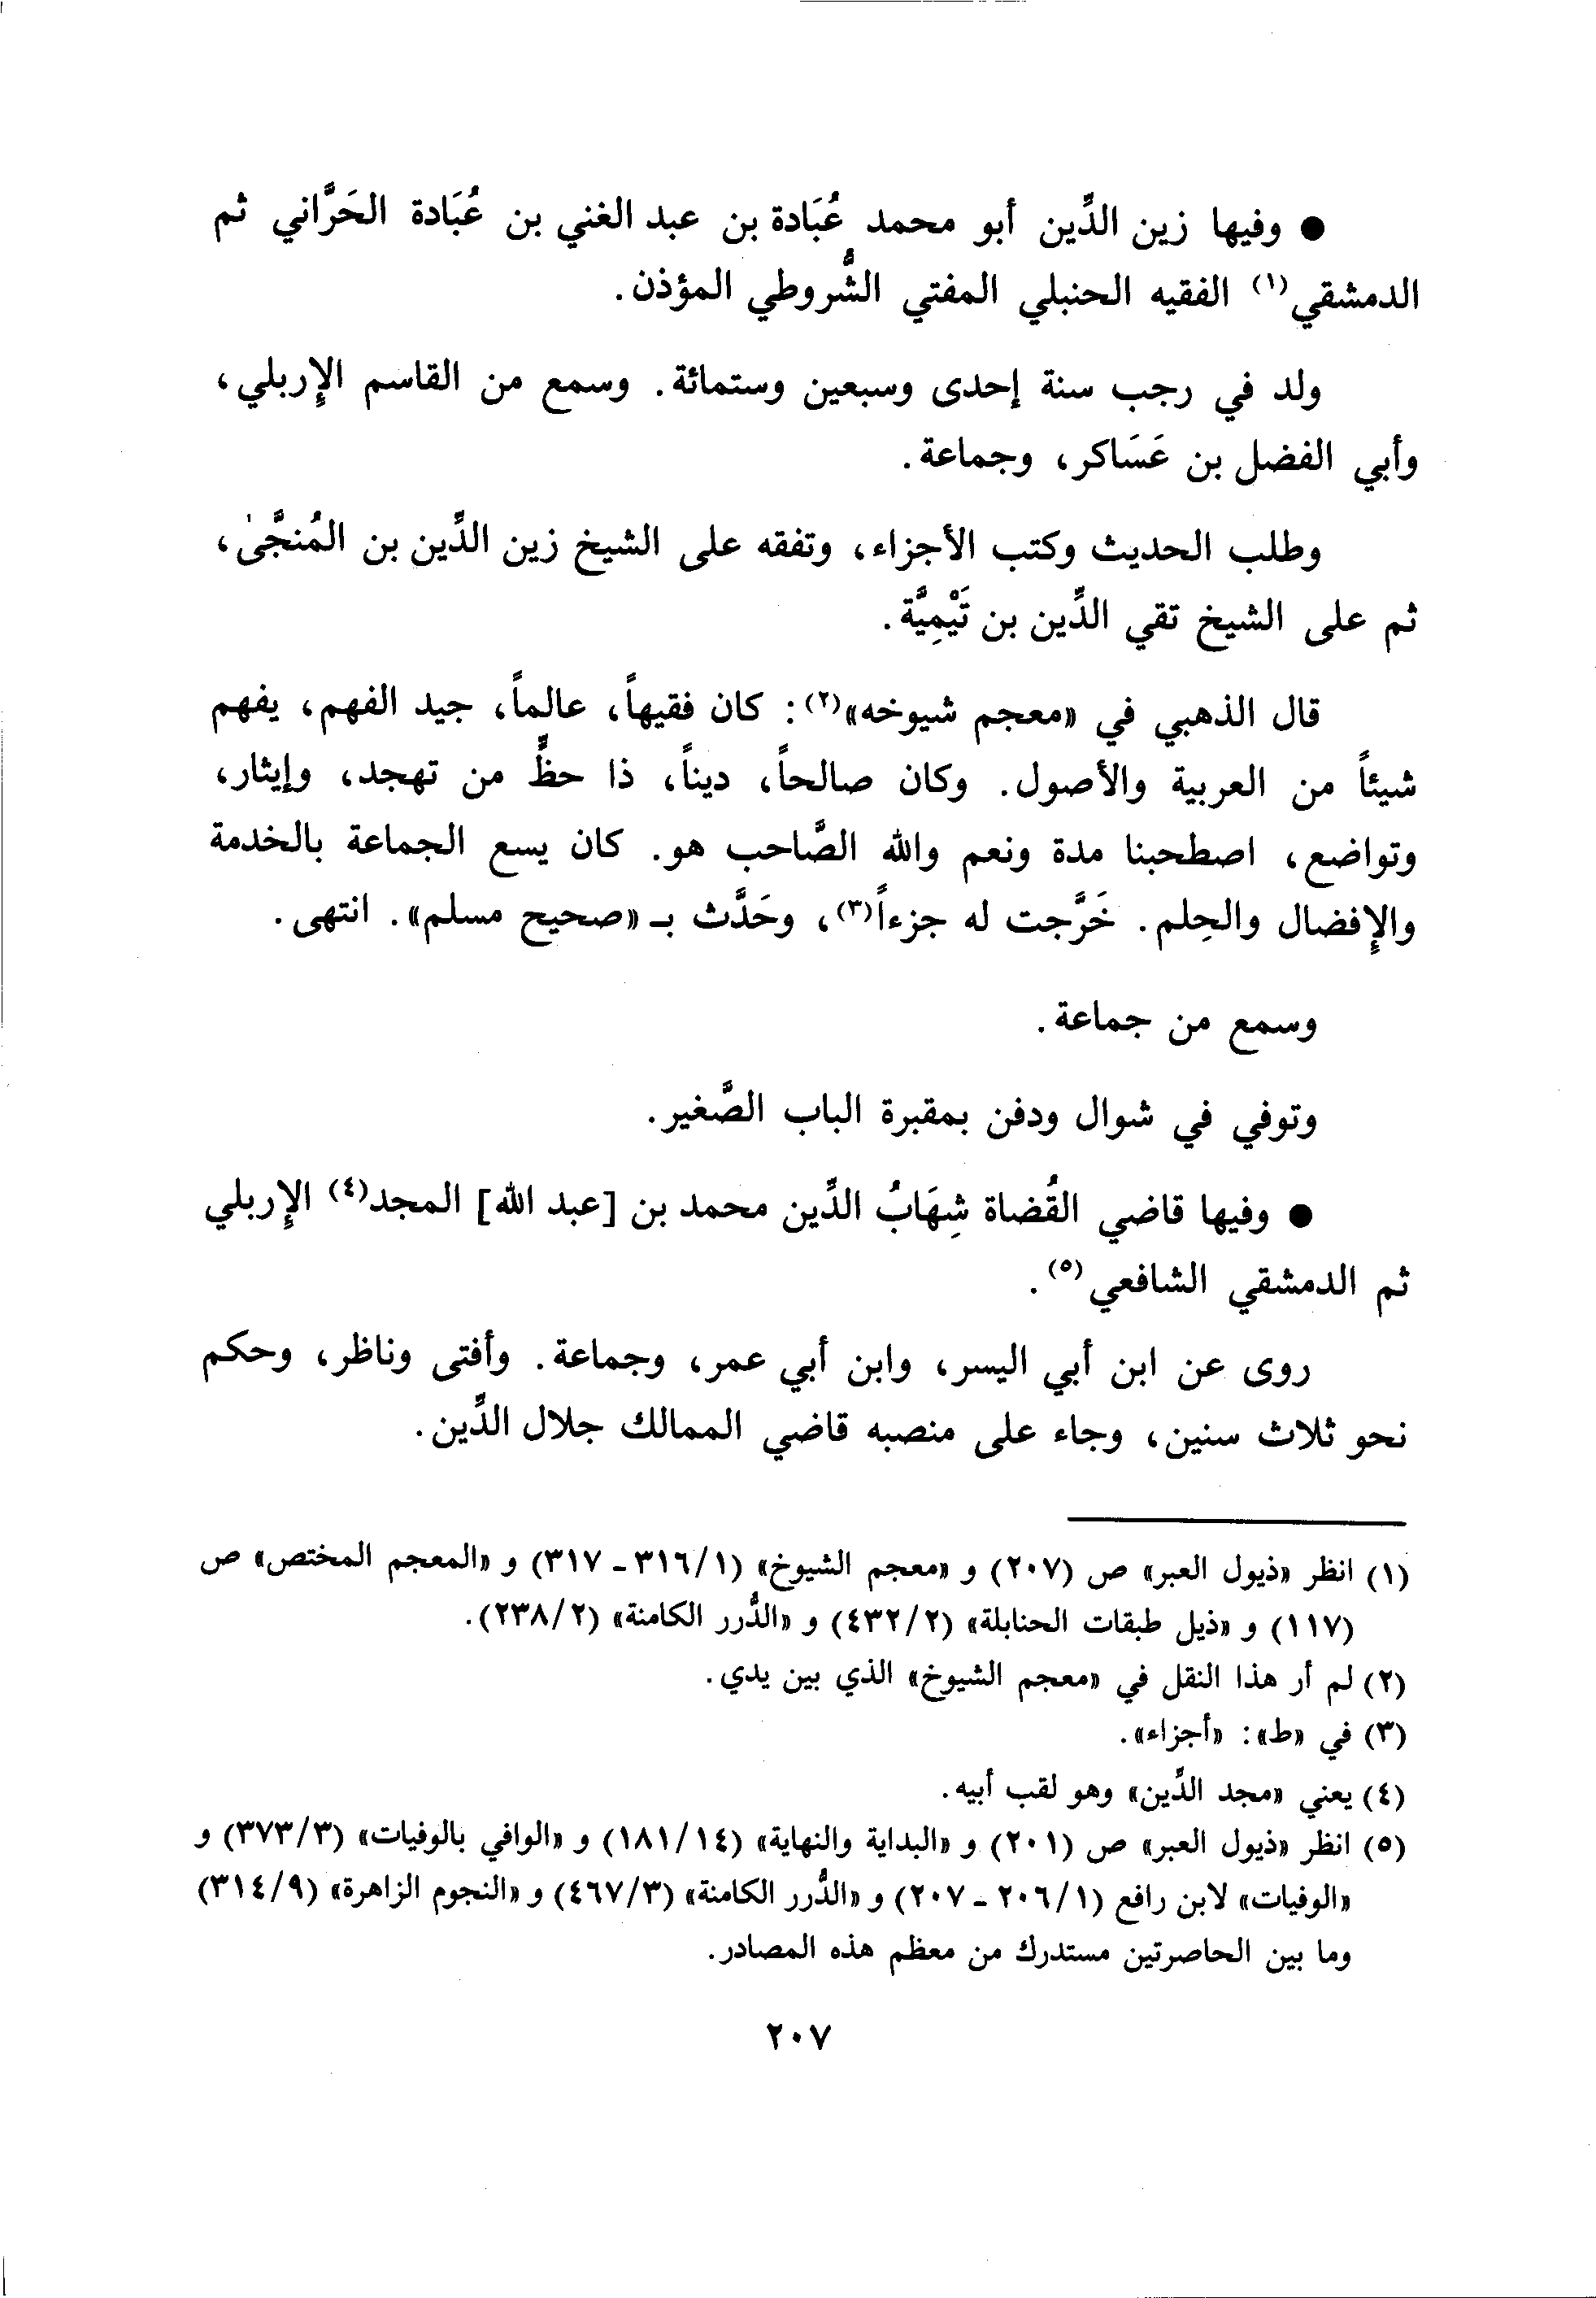 ● وفيها زين الدِّين أبو محمد عُبَادة بن عبد الغني بن عُبَادة الحَرَّاني ثم
الدمشقي(١) الفقيه الحنبلي المفتي الشُّروطي المؤذن.
ولد في رجب سنة إحدى وسبعين وستمائة. وسمع من القاسم الإربلي،
وأبي الفضل بن عَسَاكر، وجماعة.
وطلب الحديث وكتب الأجزاء، وتفقه على الشيخ زين الدِّين بن المُنجَّىٰ،
ثم على الشيخ تقي الدِّين بن تَيْمِيَّة.
قال الذهبي في «معجم شيوخه»(٢): كان فقيهاً، عالماً، جيد الفهم، يفهم
شيئاً من العربية والأصول. وكان صالحاً، ديناً، ذا حظٍّ من تهجد، وإيثار،
وتواضع، اصطحبنا مدة ونعم والله الصَّاحب هو. كان يسع الجماعة بالخدمة
والإفضال والحِلم. خَرَّجت له جزءاً(٣)، وحَدَّث بـ «صحيح مسلم». انتهى.
وسمع من جماعة.
وتوفي في شوال ودفن بمقبرة الباب الصَّغير.
● وفيها قاضي القُضاة شِهَابُ الدِّين محمد بن [عبد الله] المجد(٤) الإربلي
ثم الدمشقي الشافعي(٥).
روى عن ابن أبي اليسر، وابن أبي عمر، وجماعة. وأفتى وناظر، وحكم
نحو ثلاث سنين، وجاء على منصبه قاضي الممالك جلال الدِّين.
(١) انظر «ذيول العبر» ص (٢٠٧) و «معجم الشيوخ» (٣١٦/١ - ٣١٧) و «المعجم المختص» ص
(١١٧) و «ذيل طبقات الحنابلة» (٤٣٢/٢) و «الدُّرر الكامنة» (٢٣٨/٢).
(٢) لم أر هذا النقل في «معجم الشيوخ» الذي بين يدي.
(٣) في «ط»: «أجزاء».
(٤) يعني «مجد الدِّين» وهو لقب أبيه.
(٥) انظر «ذيول العبر» ص (٢٠١) و «البداية والنهاية» (١٨١/١٤) و «الوافي بالوفيات» (٣٧٣/٣) و
«الوفيات» لابن رافع (٢٠٦/١ - ٢٠٧) و «الدُّرر الكامنة» (٤٦٧/٣) و «النجوم الزاهرة» (٣١٤/٩)
وما بين الحاصرتين مستدرك من معظم هذه المصادر.
٢٠٧